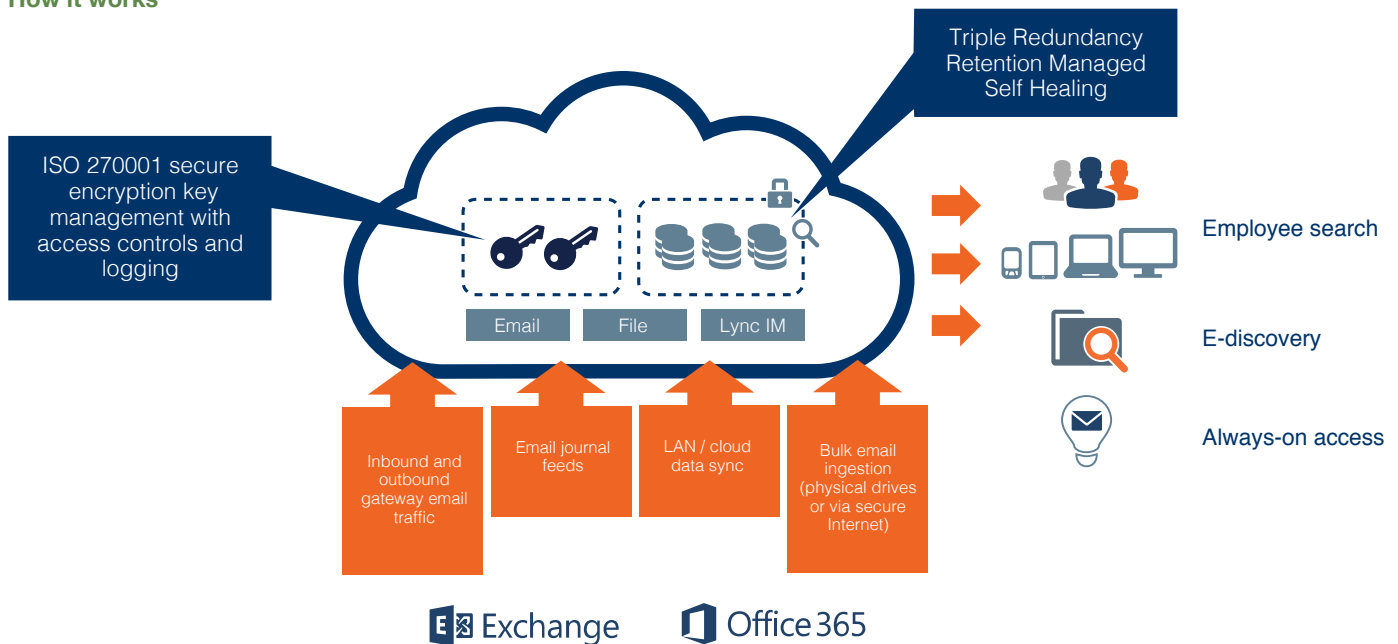 How it works
Triple Redundancy
Retention Managed
Self Healing
ISO 270001 secure
encryption key
management with
access controls and
logging
Email
File
Lync IM
Employee search
E-discovery
Always-on access
Inbound and
outbound
gateway email
traffic
Email journal
feeds
LAN / cloud
data sync
Bulk email
ingestion
(physical drives
or via secure
Internet)
E Exchange
Office 365